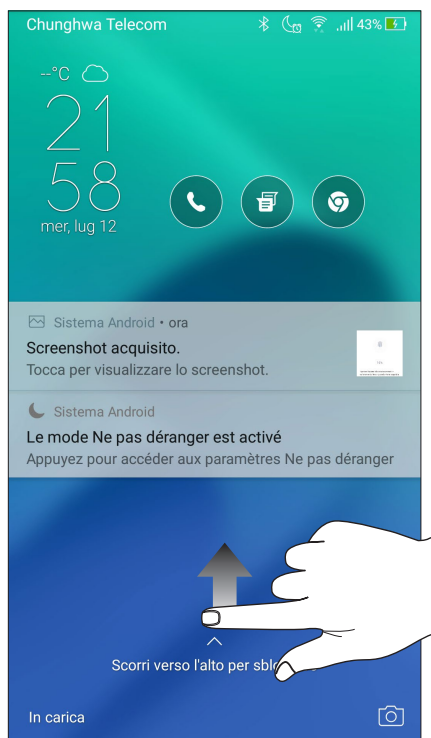 Chunghwa Telecom 43%
--°C
21
58
mer, lug 12
Sistema Android • ora
Screenshot acquisito.
Tocca per visualizzare lo screenshot.
Sistema Android
Le mode Ne pas déranger est activé
Appuyez pour accéder aux paramètres Ne pas déranger
Scorri verso l'alto per
In carica